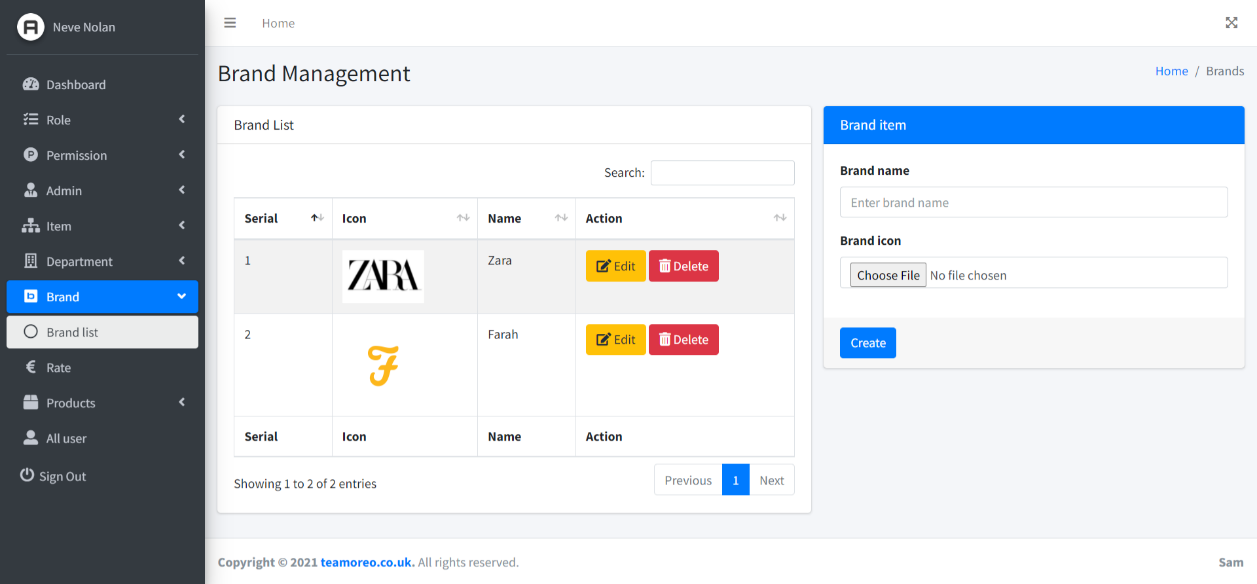 Neve Nolan
Home
Dashboard
Role
Permission
Admin
Item
Department
Brand
Brand list
Rate
Products
All user
Sign Out
Brand Management
Home / Brands
Brand List
Search:
Serial Icon Name Action
1 ZARA Zara Edit Delete
2 F Farah Edit Delete
Serial Icon Name Action
Showing 1 to 2 of 2 entries
Previous 1 Next
Brand item
Brand name
Enter brand name
Brand icon
Choose File No file chosen
Create
Copyright © 2021 teamoreo.co.uk. All rights reserved.
Sam